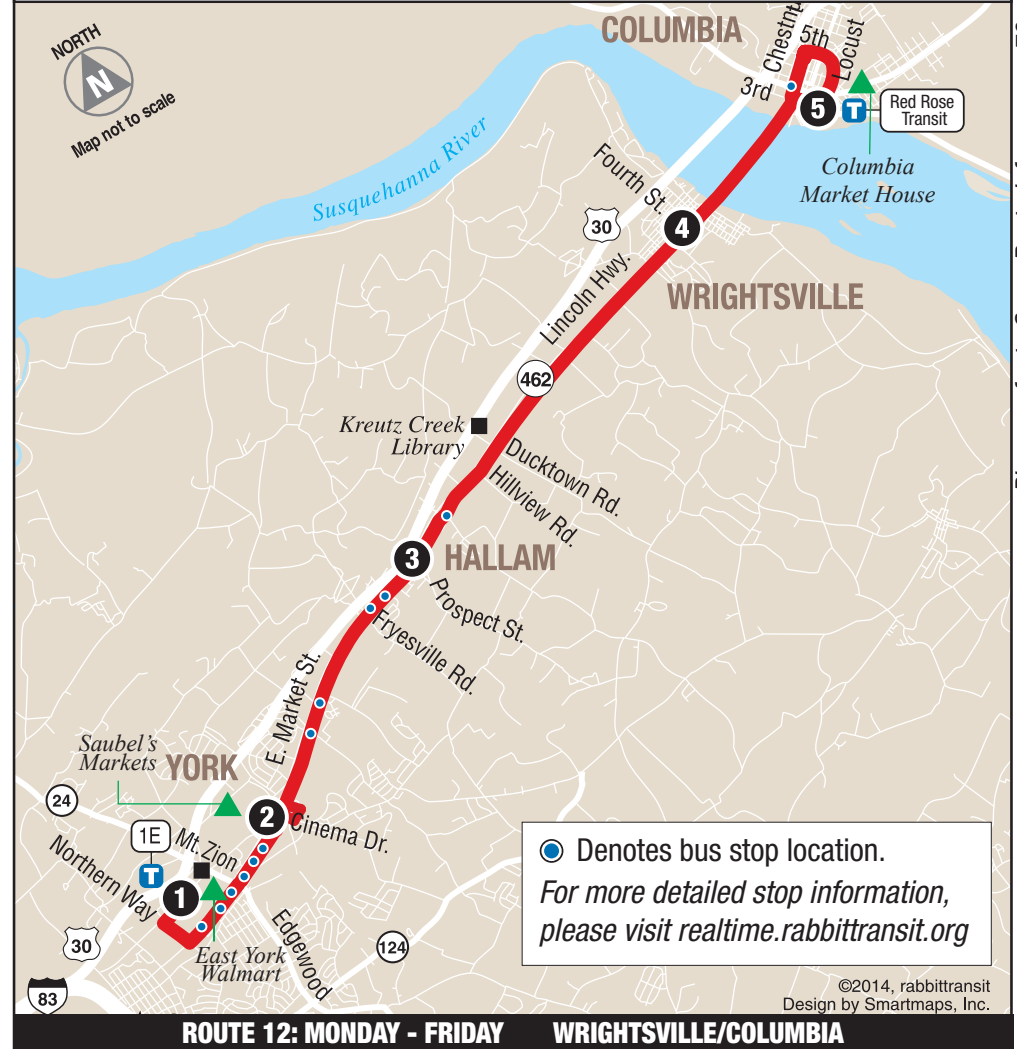 NORTH
N
Map not to scale
COLUMBIA
Chestnut
5th
Locust
3rd
5
T
Red Rose
Transit
Columbia
Market House
Susquehanna River
Fourth St.
30
4
WRIGHTSVILLE
Lincoln Hwy.
462
Kreutz Creek
Library
Ducktown Rd.
Hillview Rd.
3
HALLAM
Prospect St.
Fryesville Rd.
E. Market St.
Saubel's
Markets
YORK
24
2
Cinema Dr.
1E
Mt. Zion
T
Northern Way
1
30
East York
Walmart
Edgewood
124
83
Denotes bus stop location.
For more detailed stop information,
please visit realtime.rabbittransit.org
©2014, rabbittransit
Design by Smartmaps, Inc.
ROUTE 12: MONDAY - FRIDAY WRIGHTSVILLE/COLUMBIA